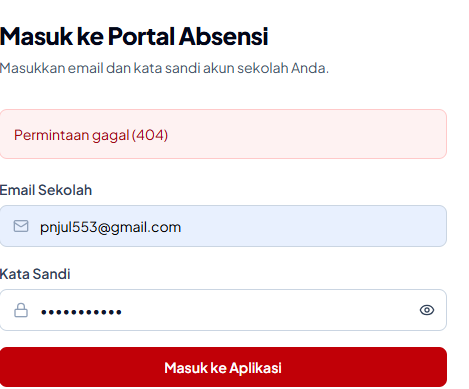 Masuk ke Portal Absensi
Masukkan email dan kata sandi akun sekolah Anda.
Permintaan gagal (404)
Email Sekolah
pnjul553@gmail.com
Kata Sandi
•••••••••••
Masuk ke Aplikasi